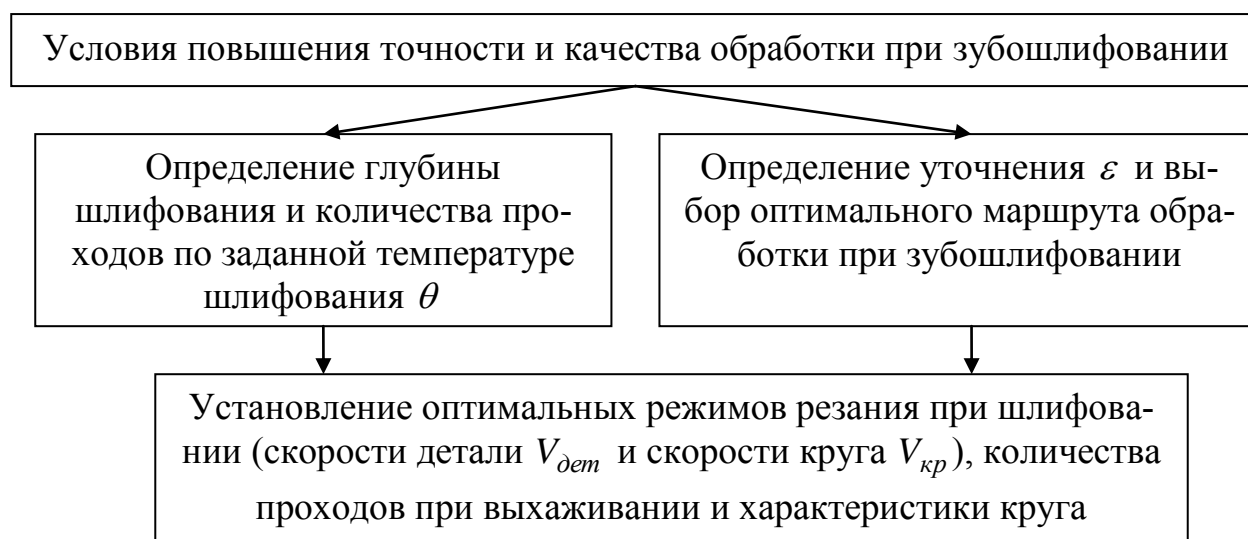 Условия повышения точности и качества обработки при зубошлифовании
Определение глубины
шлифования и количества про-
ходов по заданной температуре
шлифования θ
Определение уточнения ε и вы-
бор оптимального маршрута обра-
ботки при зубошлифовании
Установление оптимальных режимов резания при шлифова-
нии (скорости детали V_дет и скорости круга V_кр), количества
проходов при выхаживании и характеристики круга